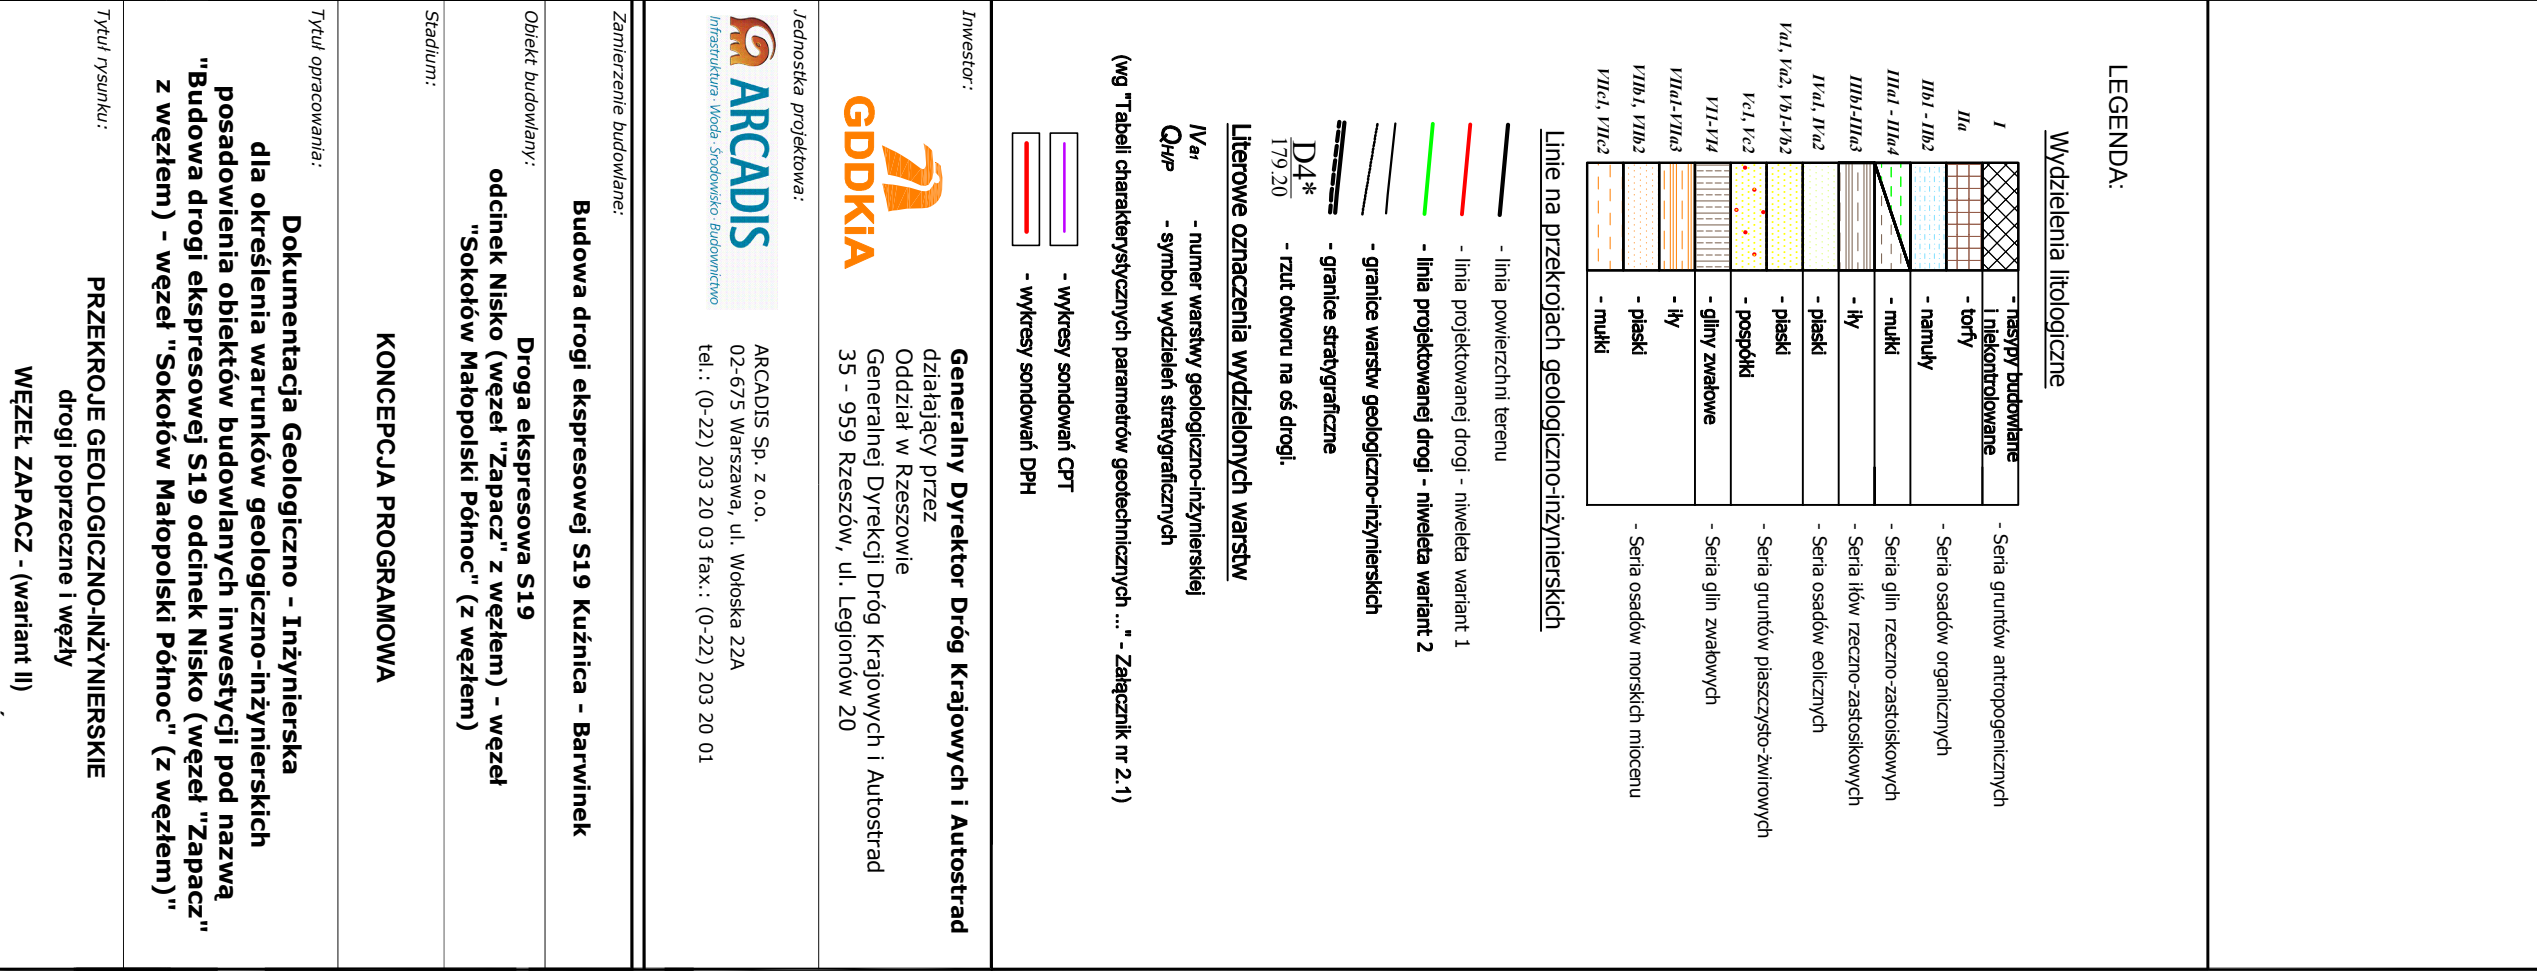 LEGENDA:
Wydzielenia litologiczne
I - nasypy budowlane i niekontrolowane - Seria gruntów antropogenicznych
IIa - torfy
IIb1 - IIb2 - namuły - Seria osadów organicznych
IIIa1 - IIIa4 - mułki - Seria glin rzeczno-zastoiskowych
IIIb1-IIIa3 - iły - Seria iłów rzeczno-zastosikowych
IVa1, IVa2 - piaski - Seria osadów eolicznych
Va1, Va2, Vb1-Vb2 - piaski - Seria gruntów piaszczysto-żwirowych
Vc1, Vc2 - pospółki
VI1-VI4 - gliny zwałowe - Seria glin zwałowych
VIIa1-VIIa3 - iły
VIIb1, VIIb2 - piaski - Seria osadów morskich miocenu
VIIc1, VIIc2 - mułki
Linie na przekrojach geologiczno-inżynierskich
- linia powierzchni terenu
- linia projektowanej drogi - niweleta wariant 1
- linia projektowanej drogi - niweleta wariant 2
- granice warstw geologiczno-inżynierskich
- granice stratygraficzne
D4*
179.20 - rzut otworu na oś drogi.
Literowe oznaczenia wydzielonych warstw
IVa1 - numer warstwy geologiczno-inżynierskiej
QH/P - symbol wydzieleń stratygraficznych
(wg "Tabeli charakterystycznych parametrów geotechnicznych ..." - Załącznik nr 2.1)
- wykresy sondowań CPT
- wykresy sondowań DPH
Inwestor:
GDDKiA
Generalny Dyrektor Dróg Krajowych i Autostrad
działający przez
Oddział w Rzeszowie
Generalnej Dyrekcji Dróg Krajowych i Autostrad
35 - 959 Rzeszów, ul. Legionów 20
Jednostka projektowa:
ARCADIS
Infrastruktura · Woda · Środowisko · Budownictwo
ARCADIS Sp. z o.o.
02-675 Warszawa, ul. Wołoska 22A
tel.: (0-22) 203 20 03 fax.: (0-22) 203 20 01
Zamierzenie budowlane:
Budowa drogi ekspresowej S19 Kuźnica - Barwinek
Obiekt budowlany:
Droga ekspresowa S19
odcinek Nisko (węzeł "Zapacz" z węzłem) - węzeł
"Sokołów Małopolski Północ" (z węzłem)
Stadium:
KONCEPCJA PROGRAMOWA
Tytuł opracowania:
Dokumentacja Geologiczno - Inżynierska
dla określenia warunków geologiczno-inżynierskich
posadowienia obiektów budowlanych inwestycji pod nazwą
"Budowa drogi ekspresowej S19 odcinek Nisko (węzeł "Zapacz"
z węzłem) - węzeł "Sokołów Małopolski Północ" (z węzłem)"
Tytuł rysunku:
PRZEKROJE GEOLOGICZNO-INŻYNIERSKIE
drogi poprzeczne i węzły
WĘZEŁ ZAPACZ - (wariant II)